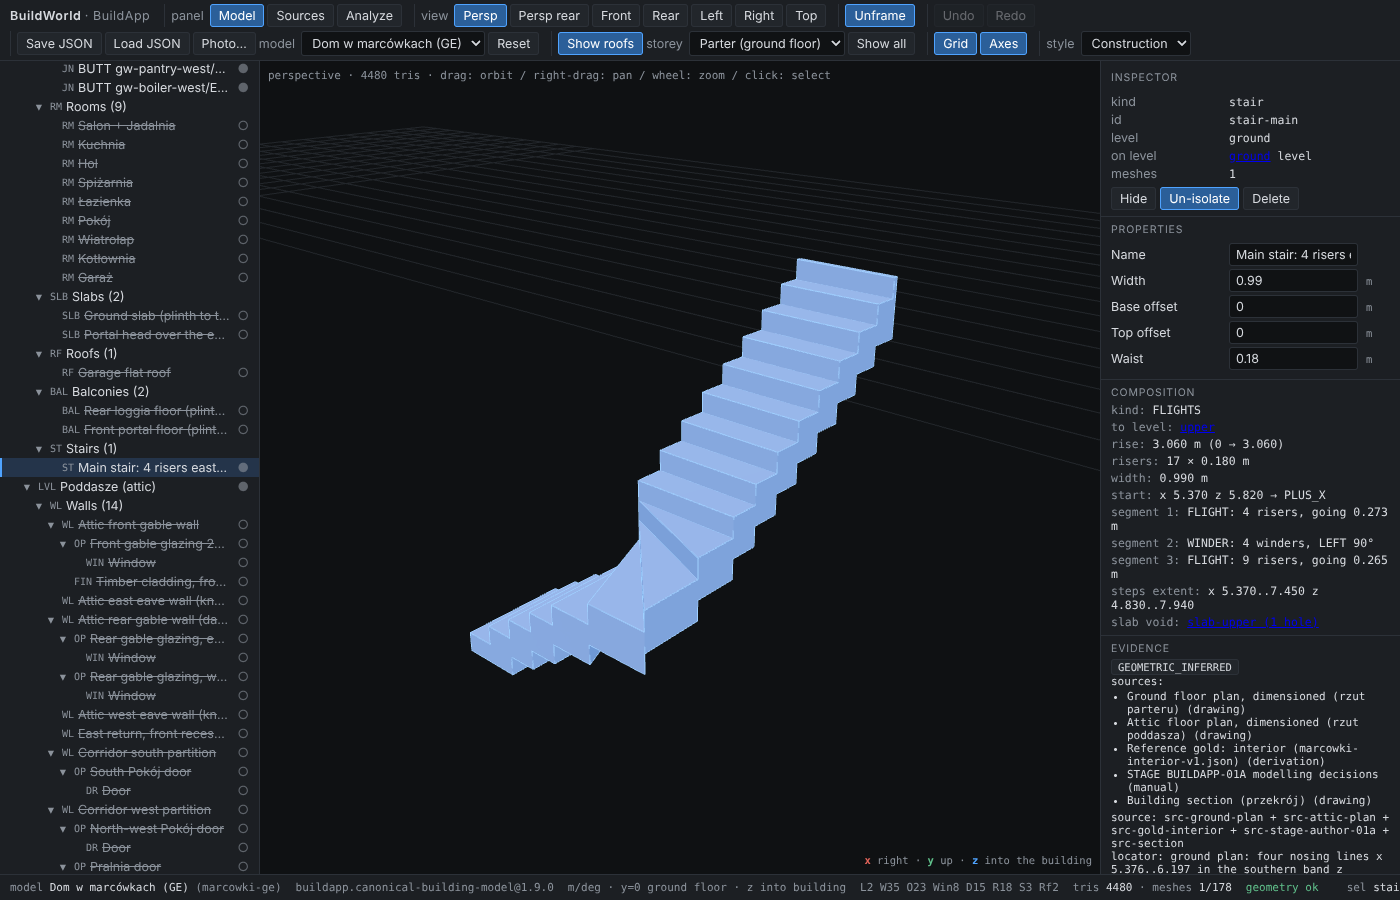 BuildWorld · BuildApp panel Model Sources Analyze view Persp Persp rear Front Rear Left Right Top Unframe Undo Redo
Save JSON Load JSON Photo... model Dom w marcówkach (GE) Reset Show roofs storey Parter (ground floor) Show all Grid Axes style Construction
JN BUTT gw-pantry-west/...
JN BUTT gw-boiler-west/E...
RM Rooms (9)
RM Salon + Jadalnia
RM Kuchnia
RM Hol
RM Spiżarnia
RM Łazienka
RM Pokój
RM Wiatrołap
RM Kotłownia
RM Garaż
SLB Slabs (2)
SLB Ground slab (plinth to t...
SLB Portal head over the e...
RF Roofs (1)
RF Garage flat roof
BAL Balconies (2)
BAL Rear loggia floor (plint...
BAL Front portal floor (plint...
ST Stairs (1)
ST Main stair: 4 risers east...
LVL Poddasze (attic)
WL Walls (14)
WL Attic front gable wall
OP Front gable glazing 2...
WIN Window
FIN Timber cladding, fro...
WL Attic east eave wall (kn...
WL Attic rear gable wall (da...
OP Rear gable glazing, e...
WIN Window
OP Rear gable glazing, w...
WIN Window
WL Attic west eave wall (kn...
WL East return, front reces...
WL Corridor south partition
OP South Pokój door
DR Door
WL Corridor west partition
OP North-west Pokój door
DR Door
OP Pralnia door
perspective · 4480 tris · drag: orbit / right-drag: pan / wheel: zoom / click: select
x right · y up · z into the building
INSPECTOR
kind stair
id stair-main
level ground
on level ground level
meshes 1
Hide Un-isolate Delete
PROPERTIES
Name Main stair: 4 risers
Width 0.99 m
Base offset 0 m
Top offset 0 m
Waist 0.18 m
COMPOSITION
kind: FLIGHTS
to level: upper
rise: 3.060 m (0 → 3.060)
risers: 17 × 0.180 m
width: 0.990 m
start: x 5.370 z 5.820 → PLUS_X
segment 1: FLIGHT: 4 risers, going 0.273
m
segment 2: WINDER: 4 winders, LEFT 90°
segment 3: FLIGHT: 9 risers, going 0.265
m
steps extent: x 5.370..7.450 z
4.830..7.940
slab void:
EVIDENCE
GEOMETRIC_INFERRED
sources:
• Ground floor plan, dimensioned (rzut
parteru) (drawing)
• Attic floor plan, dimensioned (rzut
poddasza) (drawing)
• Reference gold: interior (marcowki-
interior-v1.json) (derivation)
• STAGE BUILDAPP-01A modelling decisions
(manual)
• Building section (przekrój) (drawing)
source: src-ground-plan + src-attic-plan +
src-gold-interior + src-stage-author-01a +
src-section
locator: ground plan: four nosing lines x
5.376..6.197 in the southern band z
model Dom w marcówkach (GE) (marcowki-ge) buildapp.canonical-building-model@1.9.0 m/deg · y=0 ground floor · z into building L2 W35 O23 Win8 D15 R18 S3 Rf2 tris 4480 · meshes 1/178 geometry ok sel stai